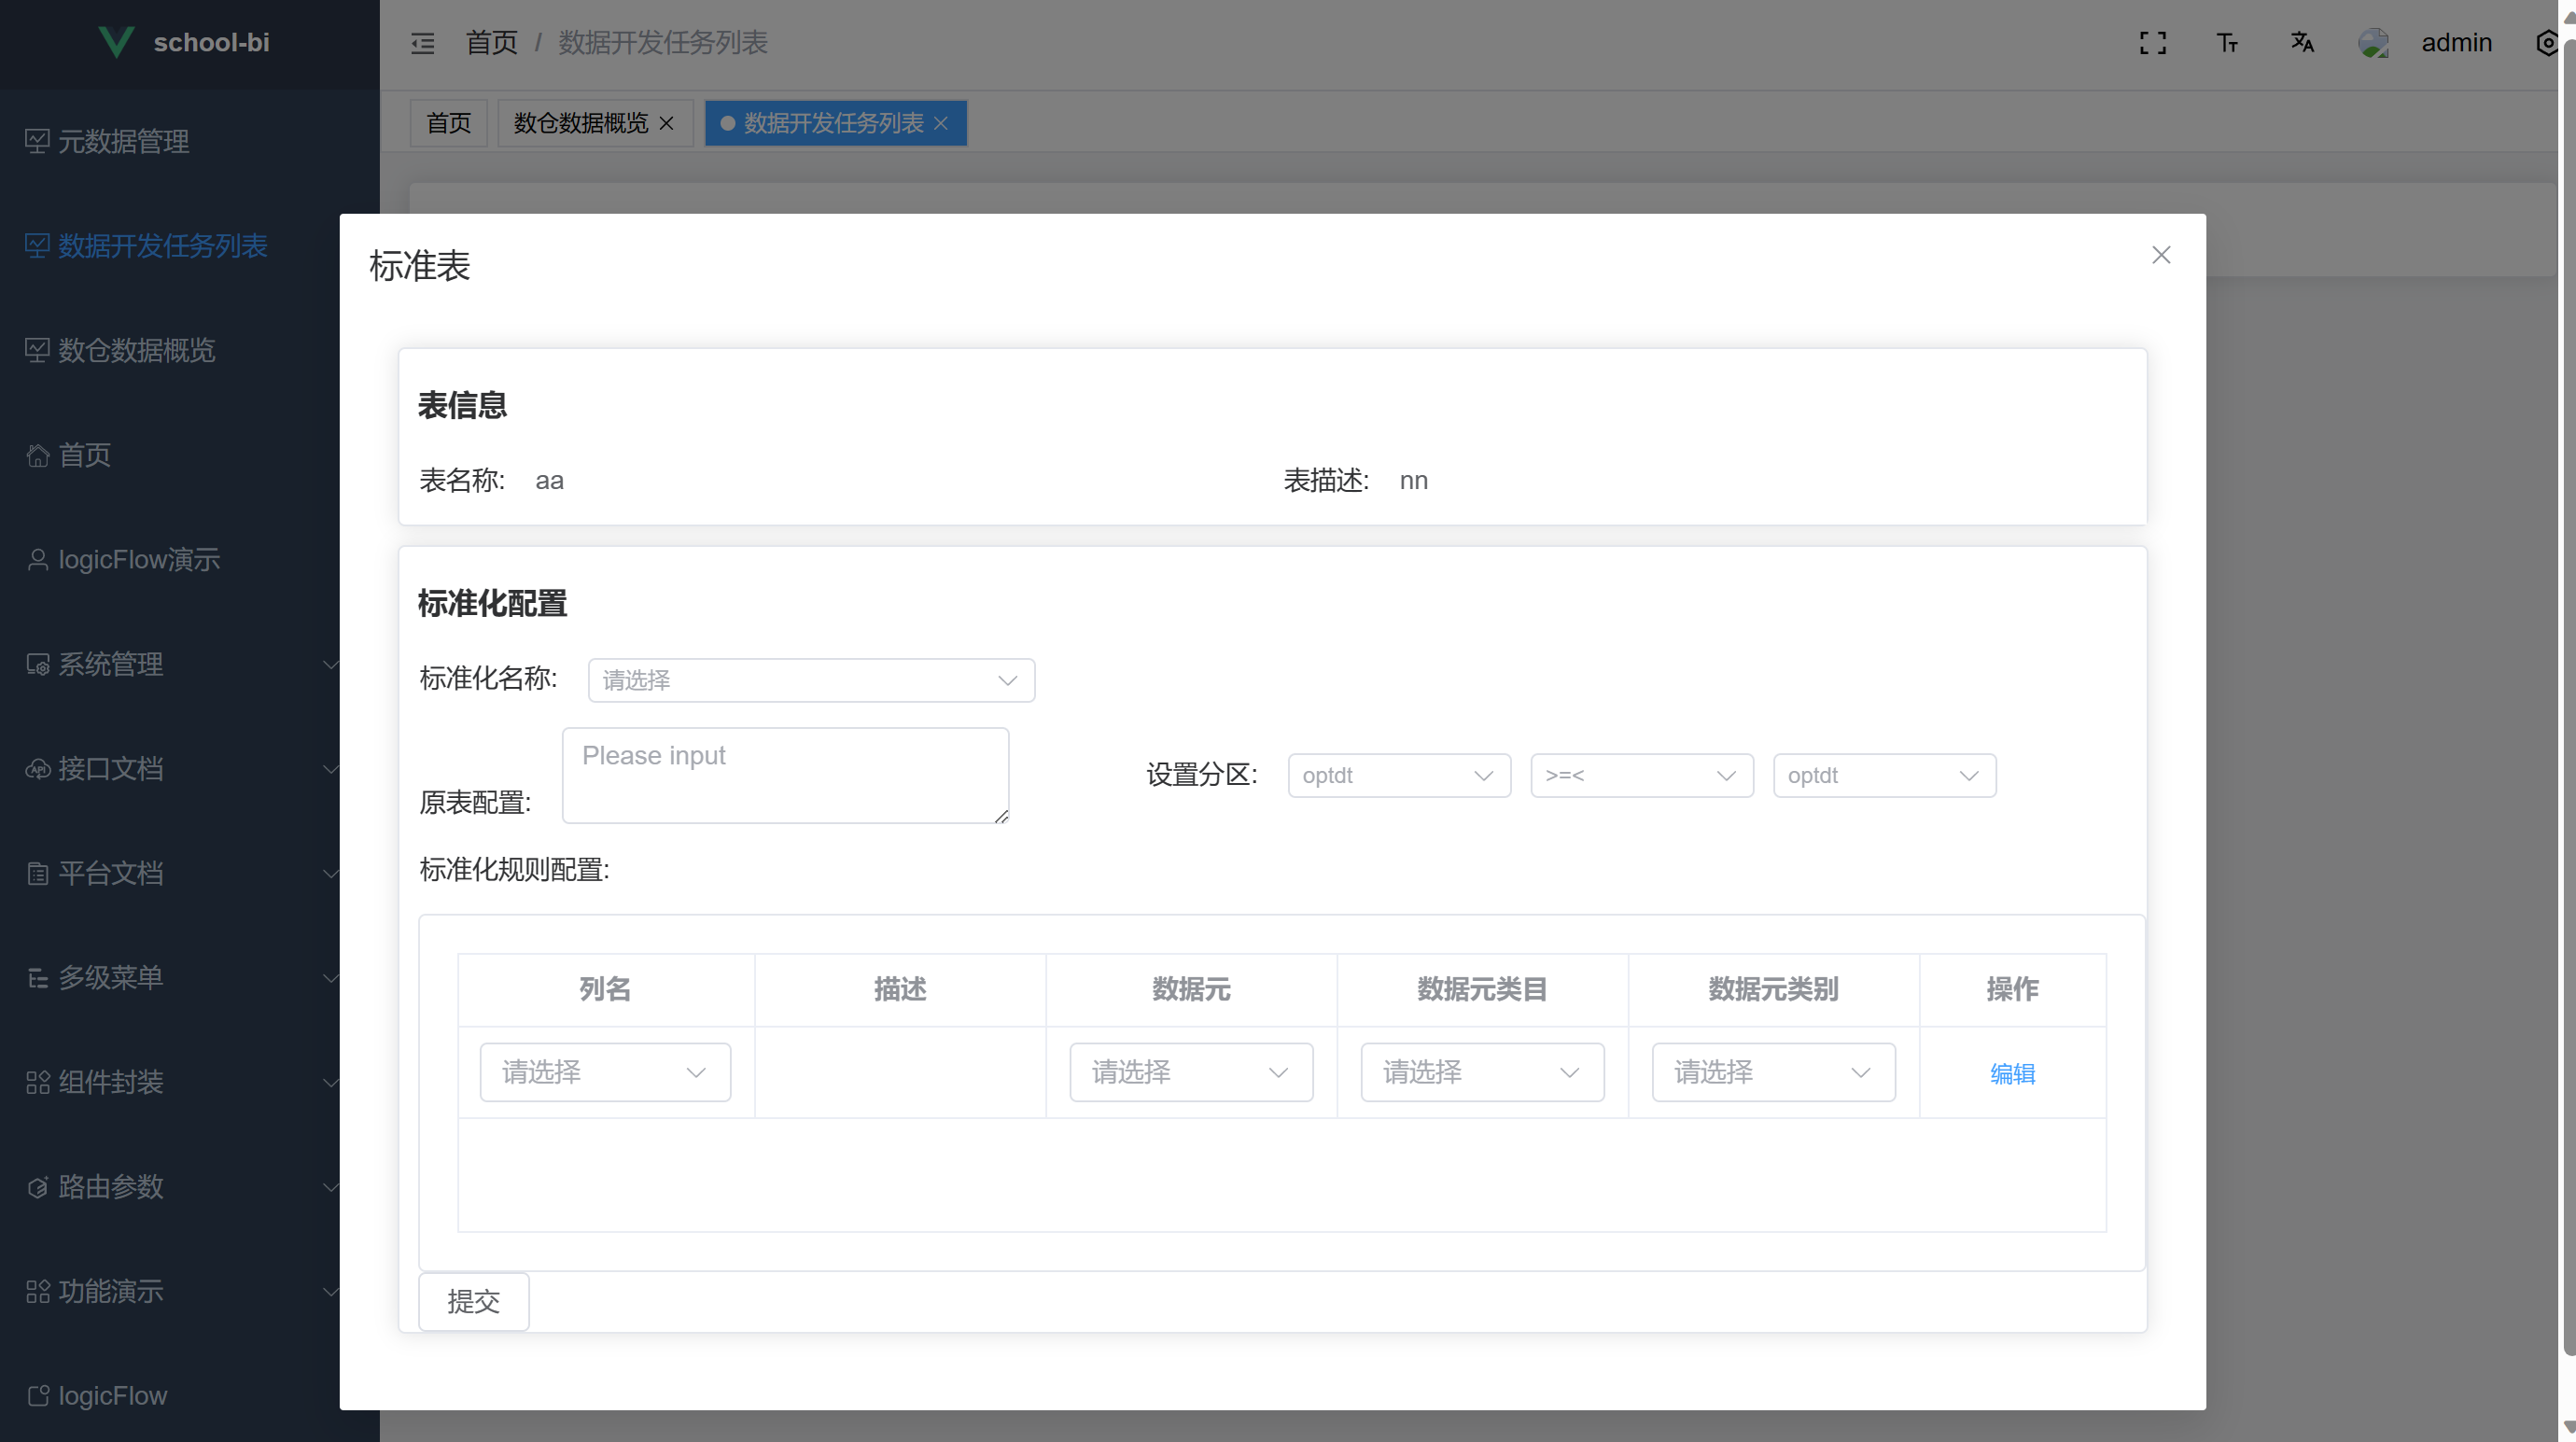 school-bi
首页 / 数据开发任务列表
admin
首页
数仓数据概览
数据开发任务列表
元数据管理
数据开发任务列表
数仓数据概览
首页
logicFlow演示
系统管理
接口文档
平台文档
多级菜单
组件封装
路由参数
功能演示
logicFlow
标准表
表信息
表名称: aa 表描述: nn
标准化配置
标准化名称: 请选择
原表配置: Please input
设置分区: optdt >=< optdt
标准化规则配置:
列名 描述 数据元 数据元类目 数据元类别 操作
请选择 请选择 请选择 请选择 编辑
提交